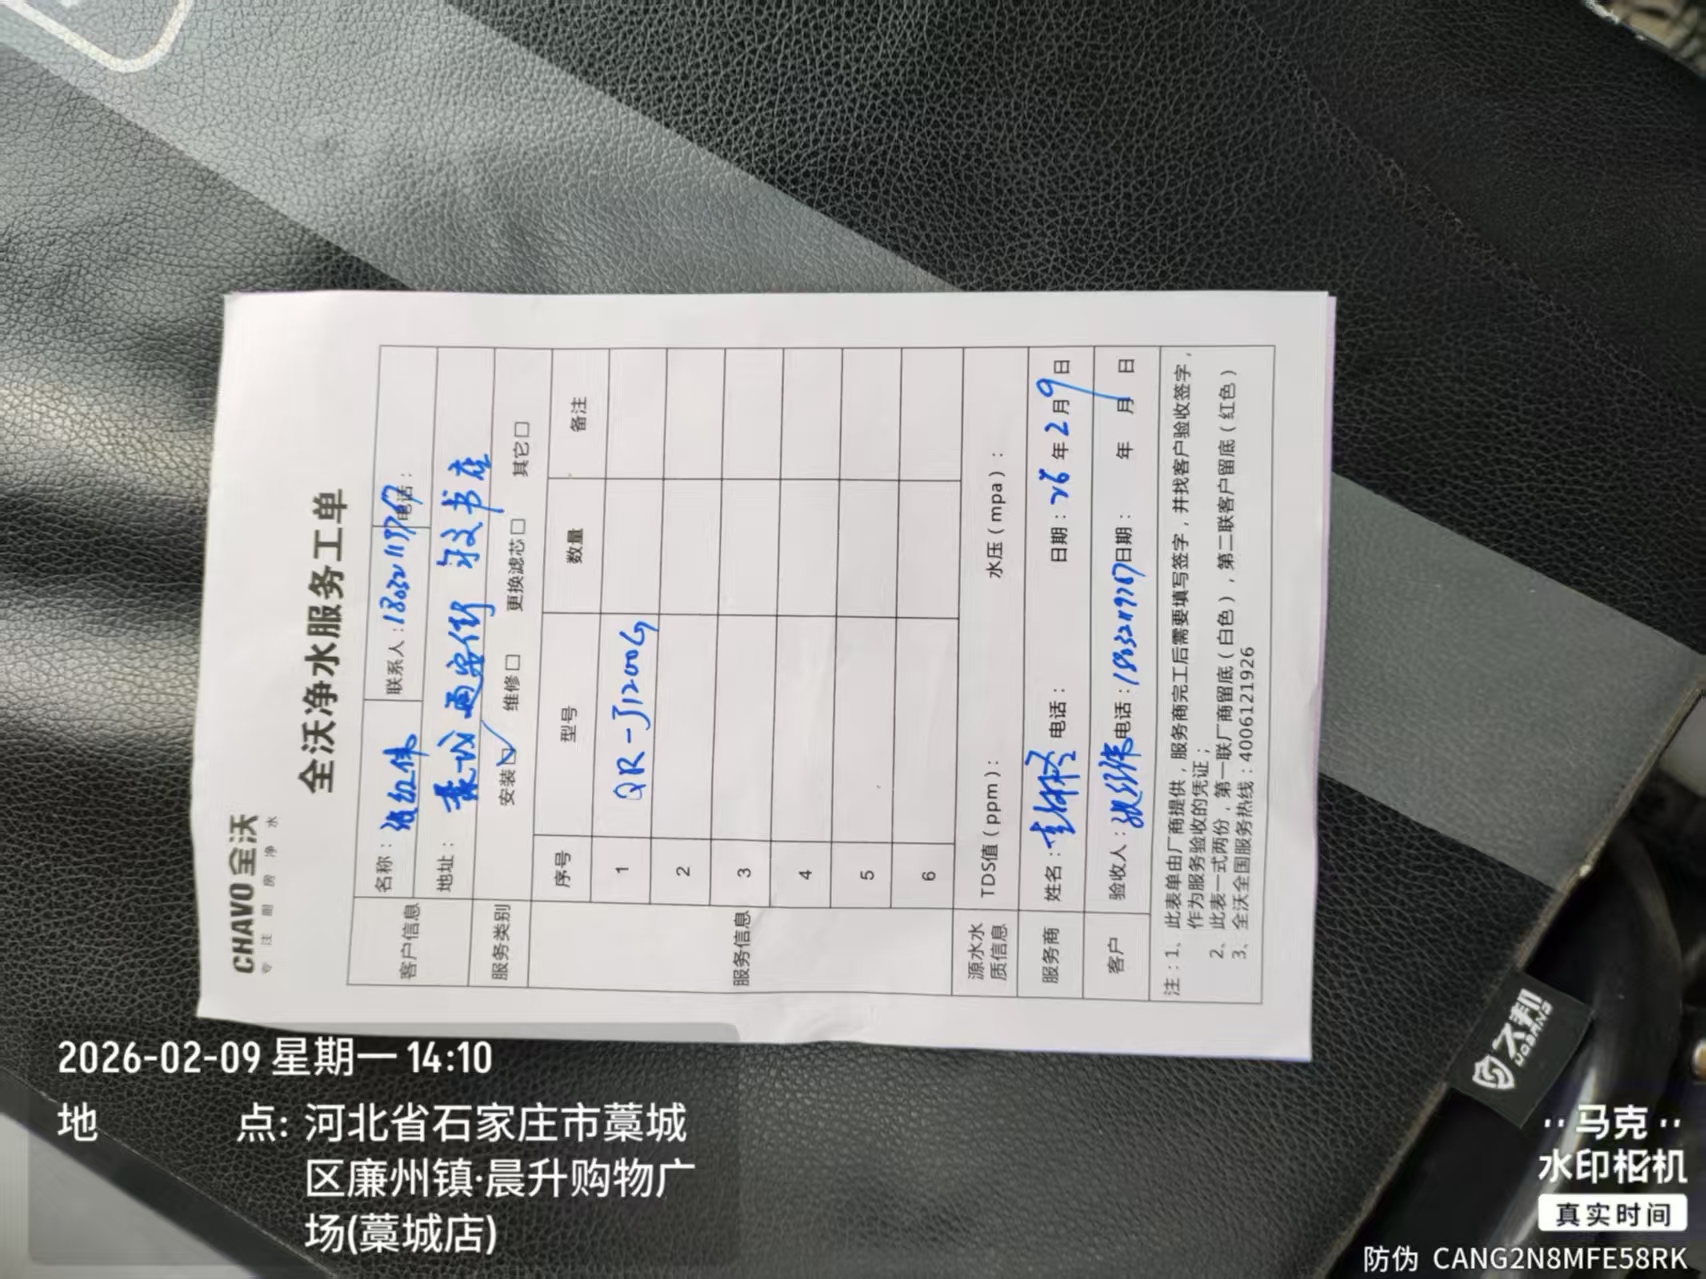 CHAVO 全沃
专注厨房净水
全沃净水服务工单
客户信息 名称： 联系人：电话：
地址：
服务类别 安装☑ 维修□ 更换滤芯□ 其它□
服务信息 序号 型号 数量 备注
1 QR-J1200G
2
3
4
5
6
源水水质信息 TDS值（ppm）： 水压（mpa）：
服务商 姓名： 电话： 日期：26年2月9日
客户 验收人： 电话： 日期： 年 月 日
注：1、此表单由厂商提供，服务商完工后需要填写签字，并找客户验收签字，
作为服务验收的凭证；
2、此表一式两份，第一联厂商留底（白色），第二联客户留底（红色）
3、全沃全国服务热线：4006121926
2026-02-09 星期一 14:10
地 点: 河北省石家庄市藁城
区廉州镇·晨升购物广
场(藁城店)
马克
水印相机
真实时间
防伪 CANG2N8MFE58RK